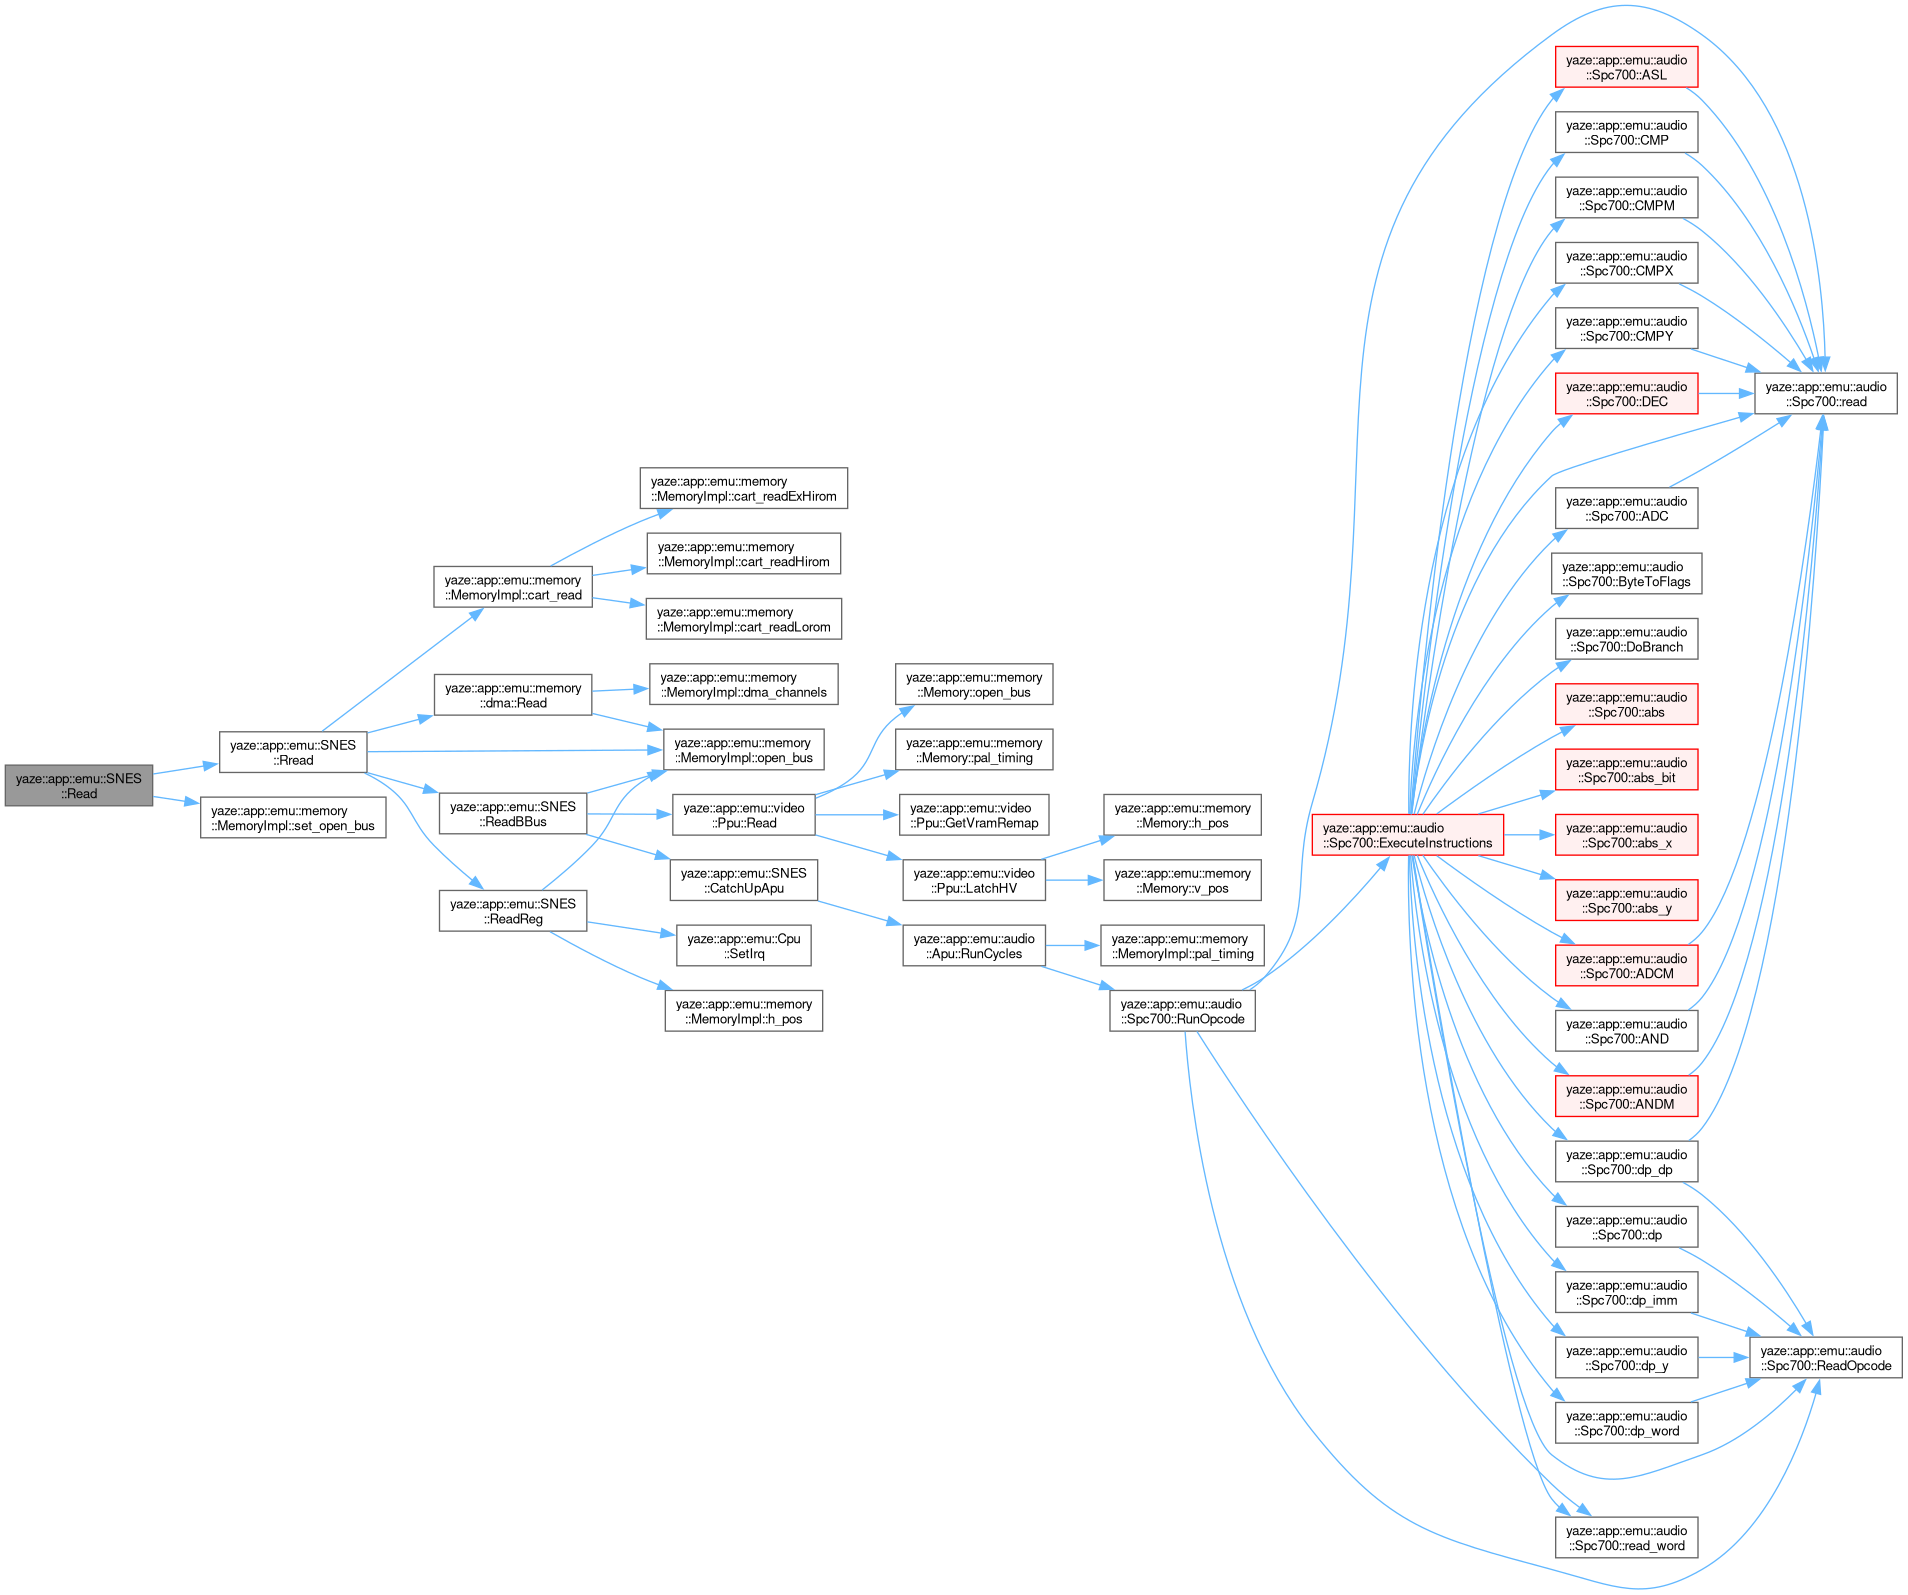 yaze::app::emu::SNES
::Read
yaze::app::emu::SNES
::Rread
yaze::app::emu::memory
::MemoryImpl::set_open_bus
yaze::app::emu::memory
::MemoryImpl::cart_read
yaze::app::emu::memory
::dma::Read
yaze::app::emu::SNES
::ReadBBus
yaze::app::emu::SNES
::ReadReg
yaze::app::emu::memory
::MemoryImpl::cart_readExHirom
yaze::app::emu::memory
::MemoryImpl::cart_readHirom
yaze::app::emu::memory
::MemoryImpl::cart_readLorom
yaze::app::emu::memory
::MemoryImpl::dma_channels
yaze::app::emu::memory
::MemoryImpl::open_bus
yaze::app::emu::video
::Ppu::Read
yaze::app::emu::SNES
::CatchUpApu
yaze::app::emu::Cpu
::SetIrq
yaze::app::emu::memory
::MemoryImpl::h_pos
yaze::app::emu::memory
::Memory::open_bus
yaze::app::emu::memory
::Memory::pal_timing
yaze::app::emu::video
::Ppu::GetVramRemap
yaze::app::emu::video
::Ppu::LatchHV
yaze::app::emu::audio
::Apu::RunCycles
yaze::app::emu::memory
::Memory::h_pos
yaze::app::emu::memory
::Memory::v_pos
yaze::app::emu::memory
::MemoryImpl::pal_timing
yaze::app::emu::audio
::Spc700::RunOpcode
yaze::app::emu::audio
::Spc700::ExecuteInstructions
yaze::app::emu::audio
::Spc700::ASL
yaze::app::emu::audio
::Spc700::CMP
yaze::app::emu::audio
::Spc700::CMPM
yaze::app::emu::audio
::Spc700::CMPX
yaze::app::emu::audio
::Spc700::CMPY
yaze::app::emu::audio
::Spc700::DEC
yaze::app::emu::audio
::Spc700::ADC
yaze::app::emu::audio
::Spc700::ByteToFlags
yaze::app::emu::audio
::Spc700::DoBranch
yaze::app::emu::audio
::Spc700::abs
yaze::app::emu::audio
::Spc700::abs_bit
yaze::app::emu::audio
::Spc700::abs_x
yaze::app::emu::audio
::Spc700::abs_y
yaze::app::emu::audio
::Spc700::ADCM
yaze::app::emu::audio
::Spc700::AND
yaze::app::emu::audio
::Spc700::ANDM
yaze::app::emu::audio
::Spc700::dp_dp
yaze::app::emu::audio
::Spc700::dp
yaze::app::emu::audio
::Spc700::dp_imm
yaze::app::emu::audio
::Spc700::dp_y
yaze::app::emu::audio
::Spc700::dp_word
yaze::app::emu::audio
::Spc700::read_word
yaze::app::emu::audio
::Spc700::read
yaze::app::emu::audio
::Spc700::ReadOpcode